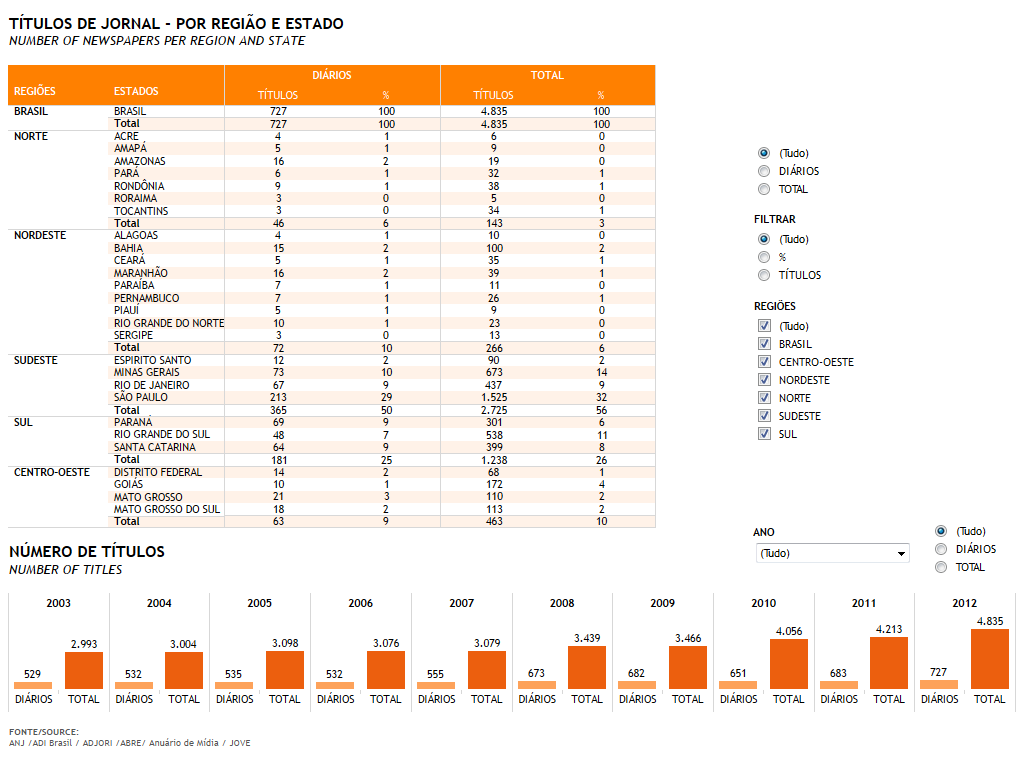 TÍTULOS DE JORNAL - POR REGIÃO E ESTADO
NUMBER OF NEWSPAPERS PER REGION AND STATE
DIÁRIOS TOTAL
REGIÕES ESTADOS TÍTULOS % TÍTULOS %
BRASIL BRASIL 727 100 4.835 100
Total 727 100 4.835 100
NORTE ACRE 4 1 6 0
AMAPÁ 5 1 9 0
AMAZONAS 16 2 19 0
PARÁ 6 1 32 1
RONDÔNIA 9 1 38 1
RORAIMA 3 0 5 0
TOCANTINS 3 0 34 1
Total 46 6 143 3
NORDESTE ALAGOAS 4 1 10 0
BAHIA 15 2 100 2
CEARÁ 5 1 35 1
MARANHÃO 16 2 39 1
PARAÍBA 7 1 11 0
PERNAMBUCO 7 1 26 1
PIAUÍ 5 1 9 0
RIO GRANDE DO NORTE 10 1 23 0
SERGIPE 3 0 13 0
Total 72 10 266 6
SUDESTE ESPIRITO SANTO 12 2 90 2
MINAS GERAIS 73 10 673 14
RIO DE JANEIRO 67 9 437 9
SÃO PAULO 213 29 1.525 32
Total 365 50 2.725 56
SUL PARANÁ 69 9 301 6
RIO GRANDE DO SUL 48 7 538 11
SANTA CATARINA 64 9 399 8
Total 181 25 1.238 26
CENTRO-OESTE DISTRITO FEDERAL 14 2 68 1
GOIÁS 10 1 172 4
MATO GROSSO 21 3 110 2
MATO GROSSO DO SUL 18 2 113 2
Total 63 9 463 10
(Tudo)
DIÁRIOS
TOTAL
FILTRAR
(Tudo)
%
TÍTULOS
REGIÕES
(Tudo)
BRASIL
CENTRO-OESTE
NORDESTE
NORTE
SUDESTE
SUL
ANO
(Tudo)
(Tudo)
DIÁRIOS
TOTAL
NÚMERO DE TÍTULOS
NUMBER OF TITLES
2003 2004 2005 2006 2007 2008 2009 2010 2011 2012
529 2.993 532 3.004 535 3.098 532 3.076 555 3.079 673 3.439 682 3.466 651 4.056 683 4.213 727 4.835
DIÁRIOS TOTAL DIÁRIOS TOTAL DIÁRIOS TOTAL DIÁRIOS TOTAL DIÁRIOS TOTAL DIÁRIOS TOTAL DIÁRIOS TOTAL DIÁRIOS TOTAL DIÁRIOS TOTAL DIÁRIOS TOTAL
FONTE/SOURCE:
ANJ /ADI Brasil / ADJORI /ABRE/ Anuário de Mídia / JOVE